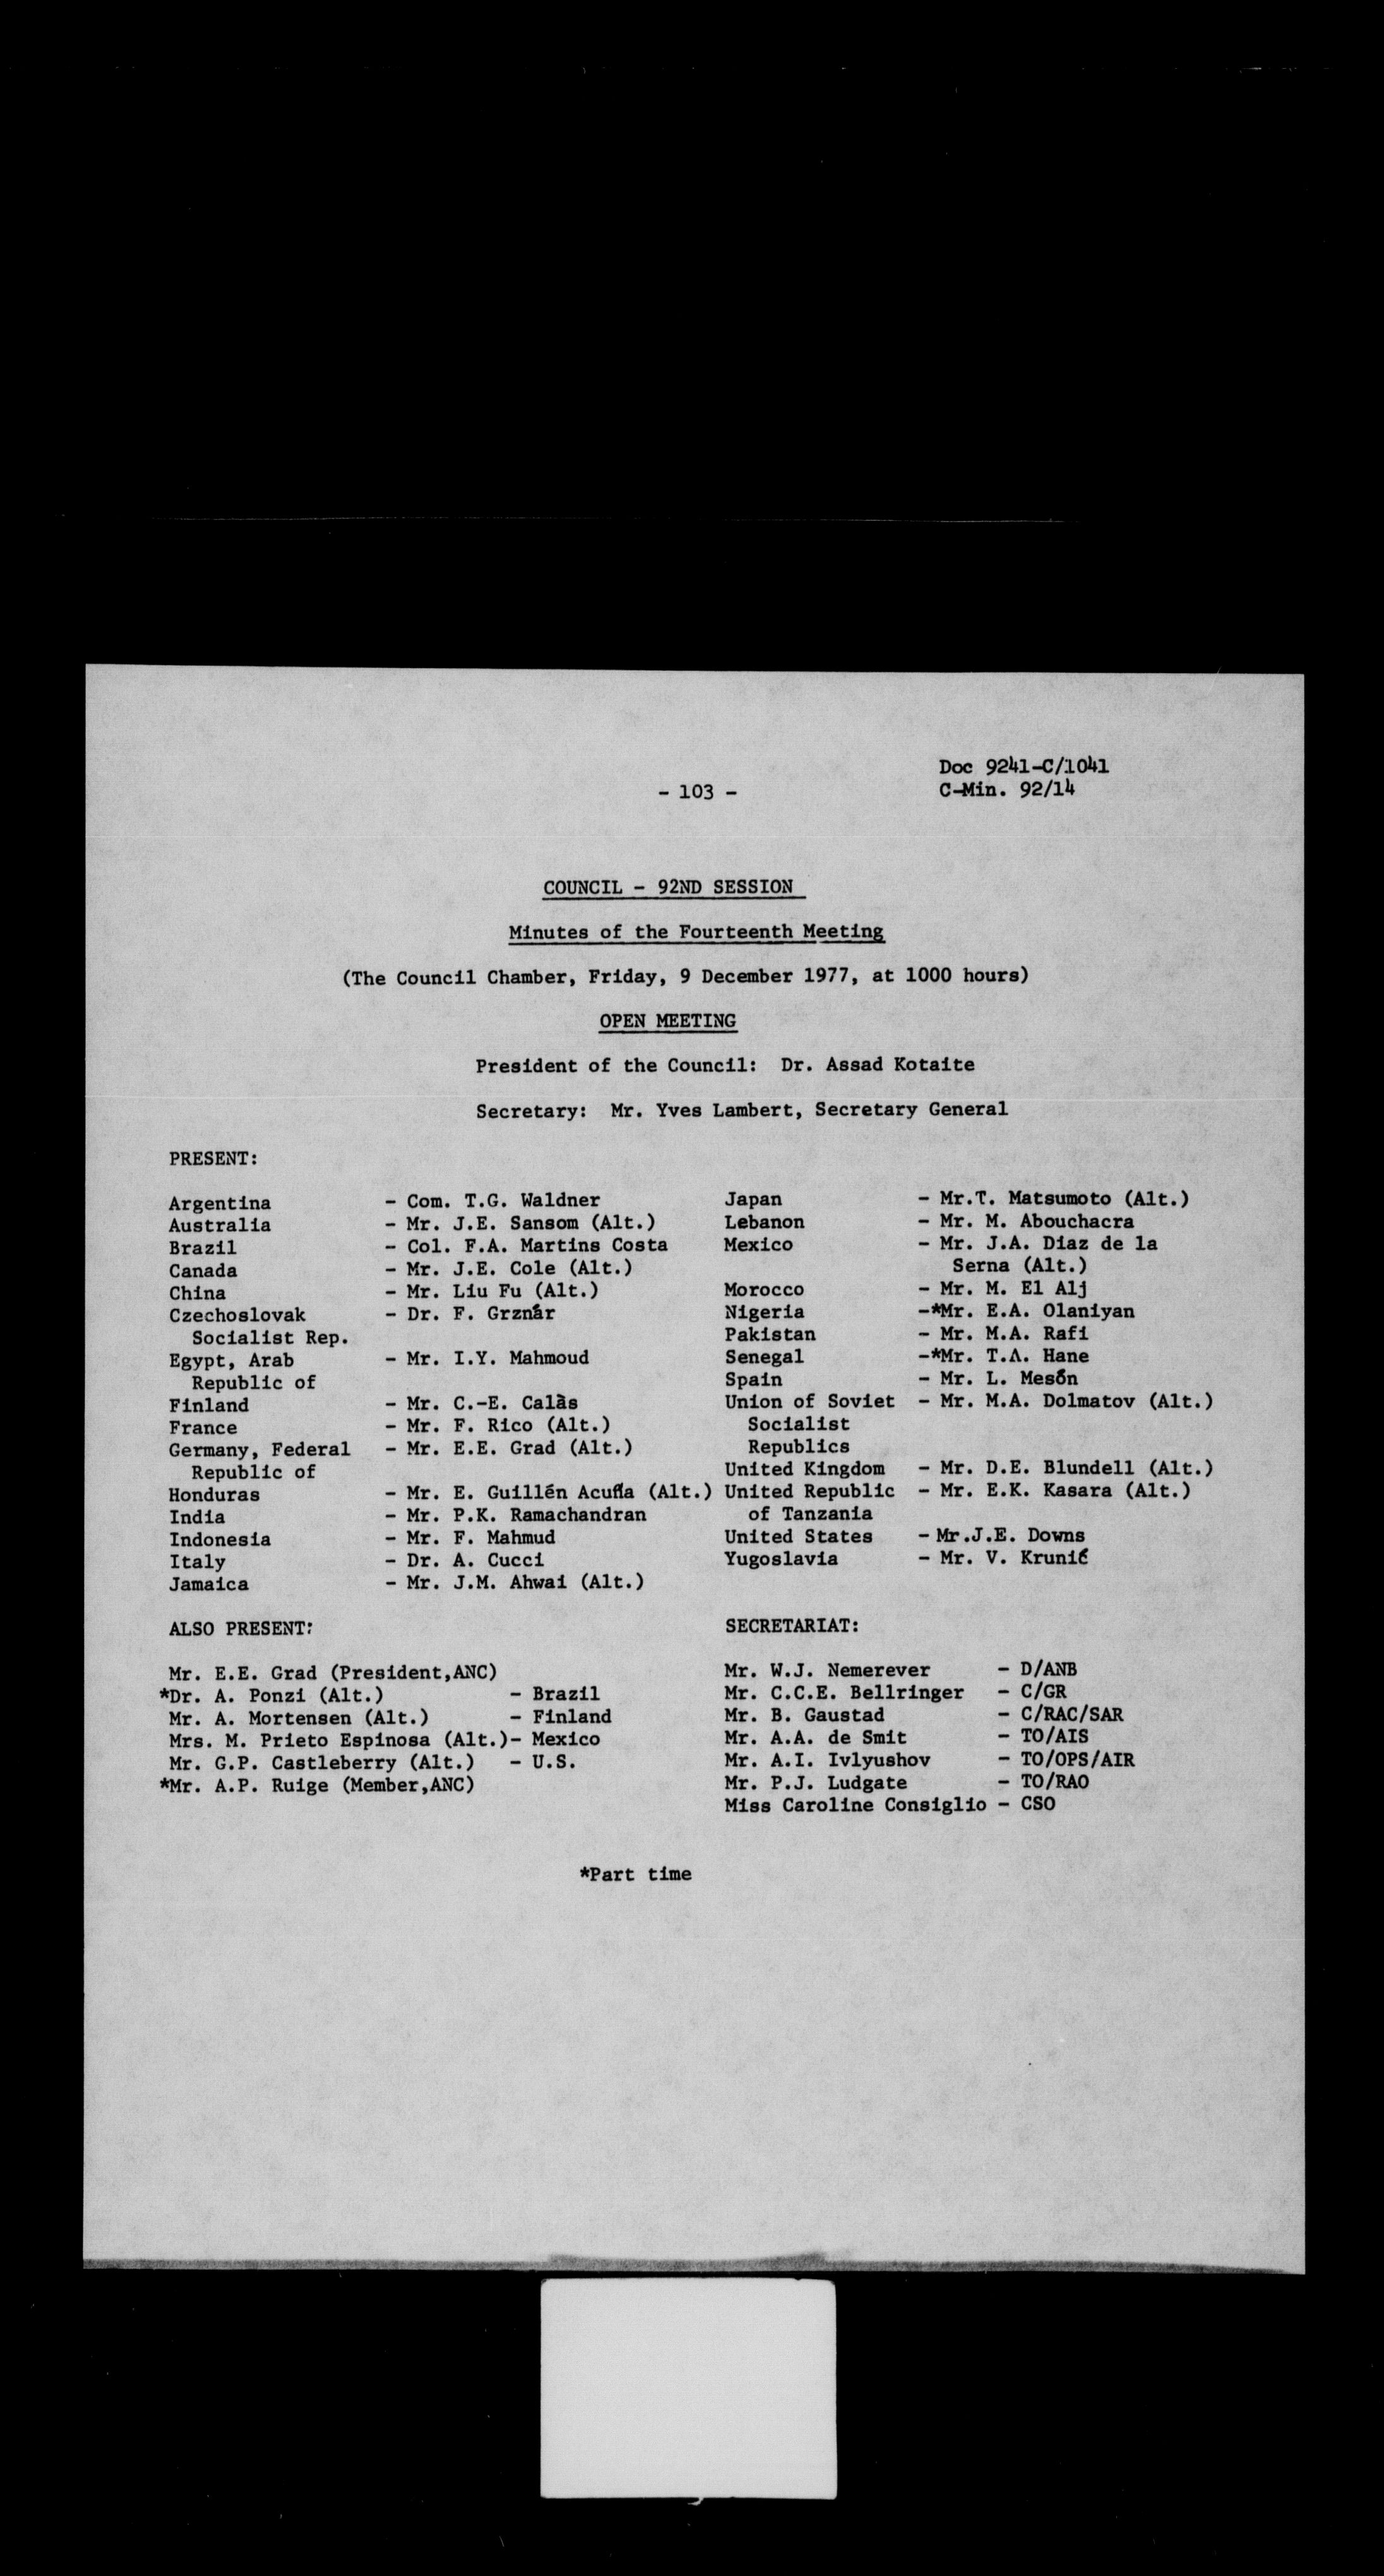 Doc 9241-C/1041
- 103 -
C-Min. 92/14
COUNCIL - 92ND SESSION
Minutes of the Fourteenth Meeting
(The Council Chamber, Friday, 9 December 1977, at 1000 hours)
OPEN MEETING
President of the Council: Dr. Assad Kotaite
Secretary: Mr. Yves Lambert, Secretary General
PRESENT:
Argentina - Com. T.G. Waldner
Australia - Mr. J.E. Sansom (Alt.)
Brazil - Col. F.A. Martins Costa
Canada - Mr. J.E. Cole (Alt.)
China - Mr. Liu Fu (Alt.)
Czechoslovak - Dr. F. Grznár
Socialist Rep.
Egypt, Arab - Mr. I.Y. Mahmoud
Republic of
Finland - Mr. C.-E. Calàs
France - Mr. F. Rico (Alt.)
Germany, Federal - Mr. E.E. Grad (Alt.)
Republic of
Honduras - Mr. E. Guillén Acuña (Alt.)
India - Mr. P.K. Ramachandran
Indonesia - Mr. F. Mahmud
Italy - Dr. A. Cucci
Jamaica - Mr. J.M. Ahwai (Alt.)
Japan - Mr.T. Matsumoto (Alt.)
Lebanon - Mr. M. Abouchacra
Mexico - Mr. J.A. Diaz de la
Serna (Alt.)
Morocco - Mr. M. El Alj
Nigeria -*Mr. E.A. Olaniyan
Pakistan - Mr. M.A. Rafi
Senegal -*Mr. T.A. Hane
Spain - Mr. L. Mesón
Union of Soviet - Mr. M.A. Dolmatov (Alt.)
Socialist
Republics
United Kingdom - Mr. D.E. Blundell (Alt.)
United Republic - Mr. E.K. Kasara (Alt.)
of Tanzania
United States - Mr.J.E. Downs
Yugoslavia - Mr. V. Krunić
ALSO PRESENT:
Mr. E.E. Grad (President,ANC)
*Dr. A. Ponzi (Alt.) - Brazil
Mr. A. Mortensen (Alt.) - Finland
Mrs. M. Prieto Espinosa (Alt.)- Mexico
Mr. G.P. Castleberry (Alt.) - U.S.
*Mr. A.P. Ruige (Member,ANC)
SECRETARIAT:
Mr. W.J. Nemerever - D/ANB
Mr. C.C.E. Bellringer - C/GR
Mr. B. Gaustad - C/RAC/SAR
Mr. A.A. de Smit - TO/AIS
Mr. A.I. Ivlyushov - TO/OPS/AIR
Mr. P.J. Ludgate - TO/RAO
Miss Caroline Consiglio - CSO
*Part time